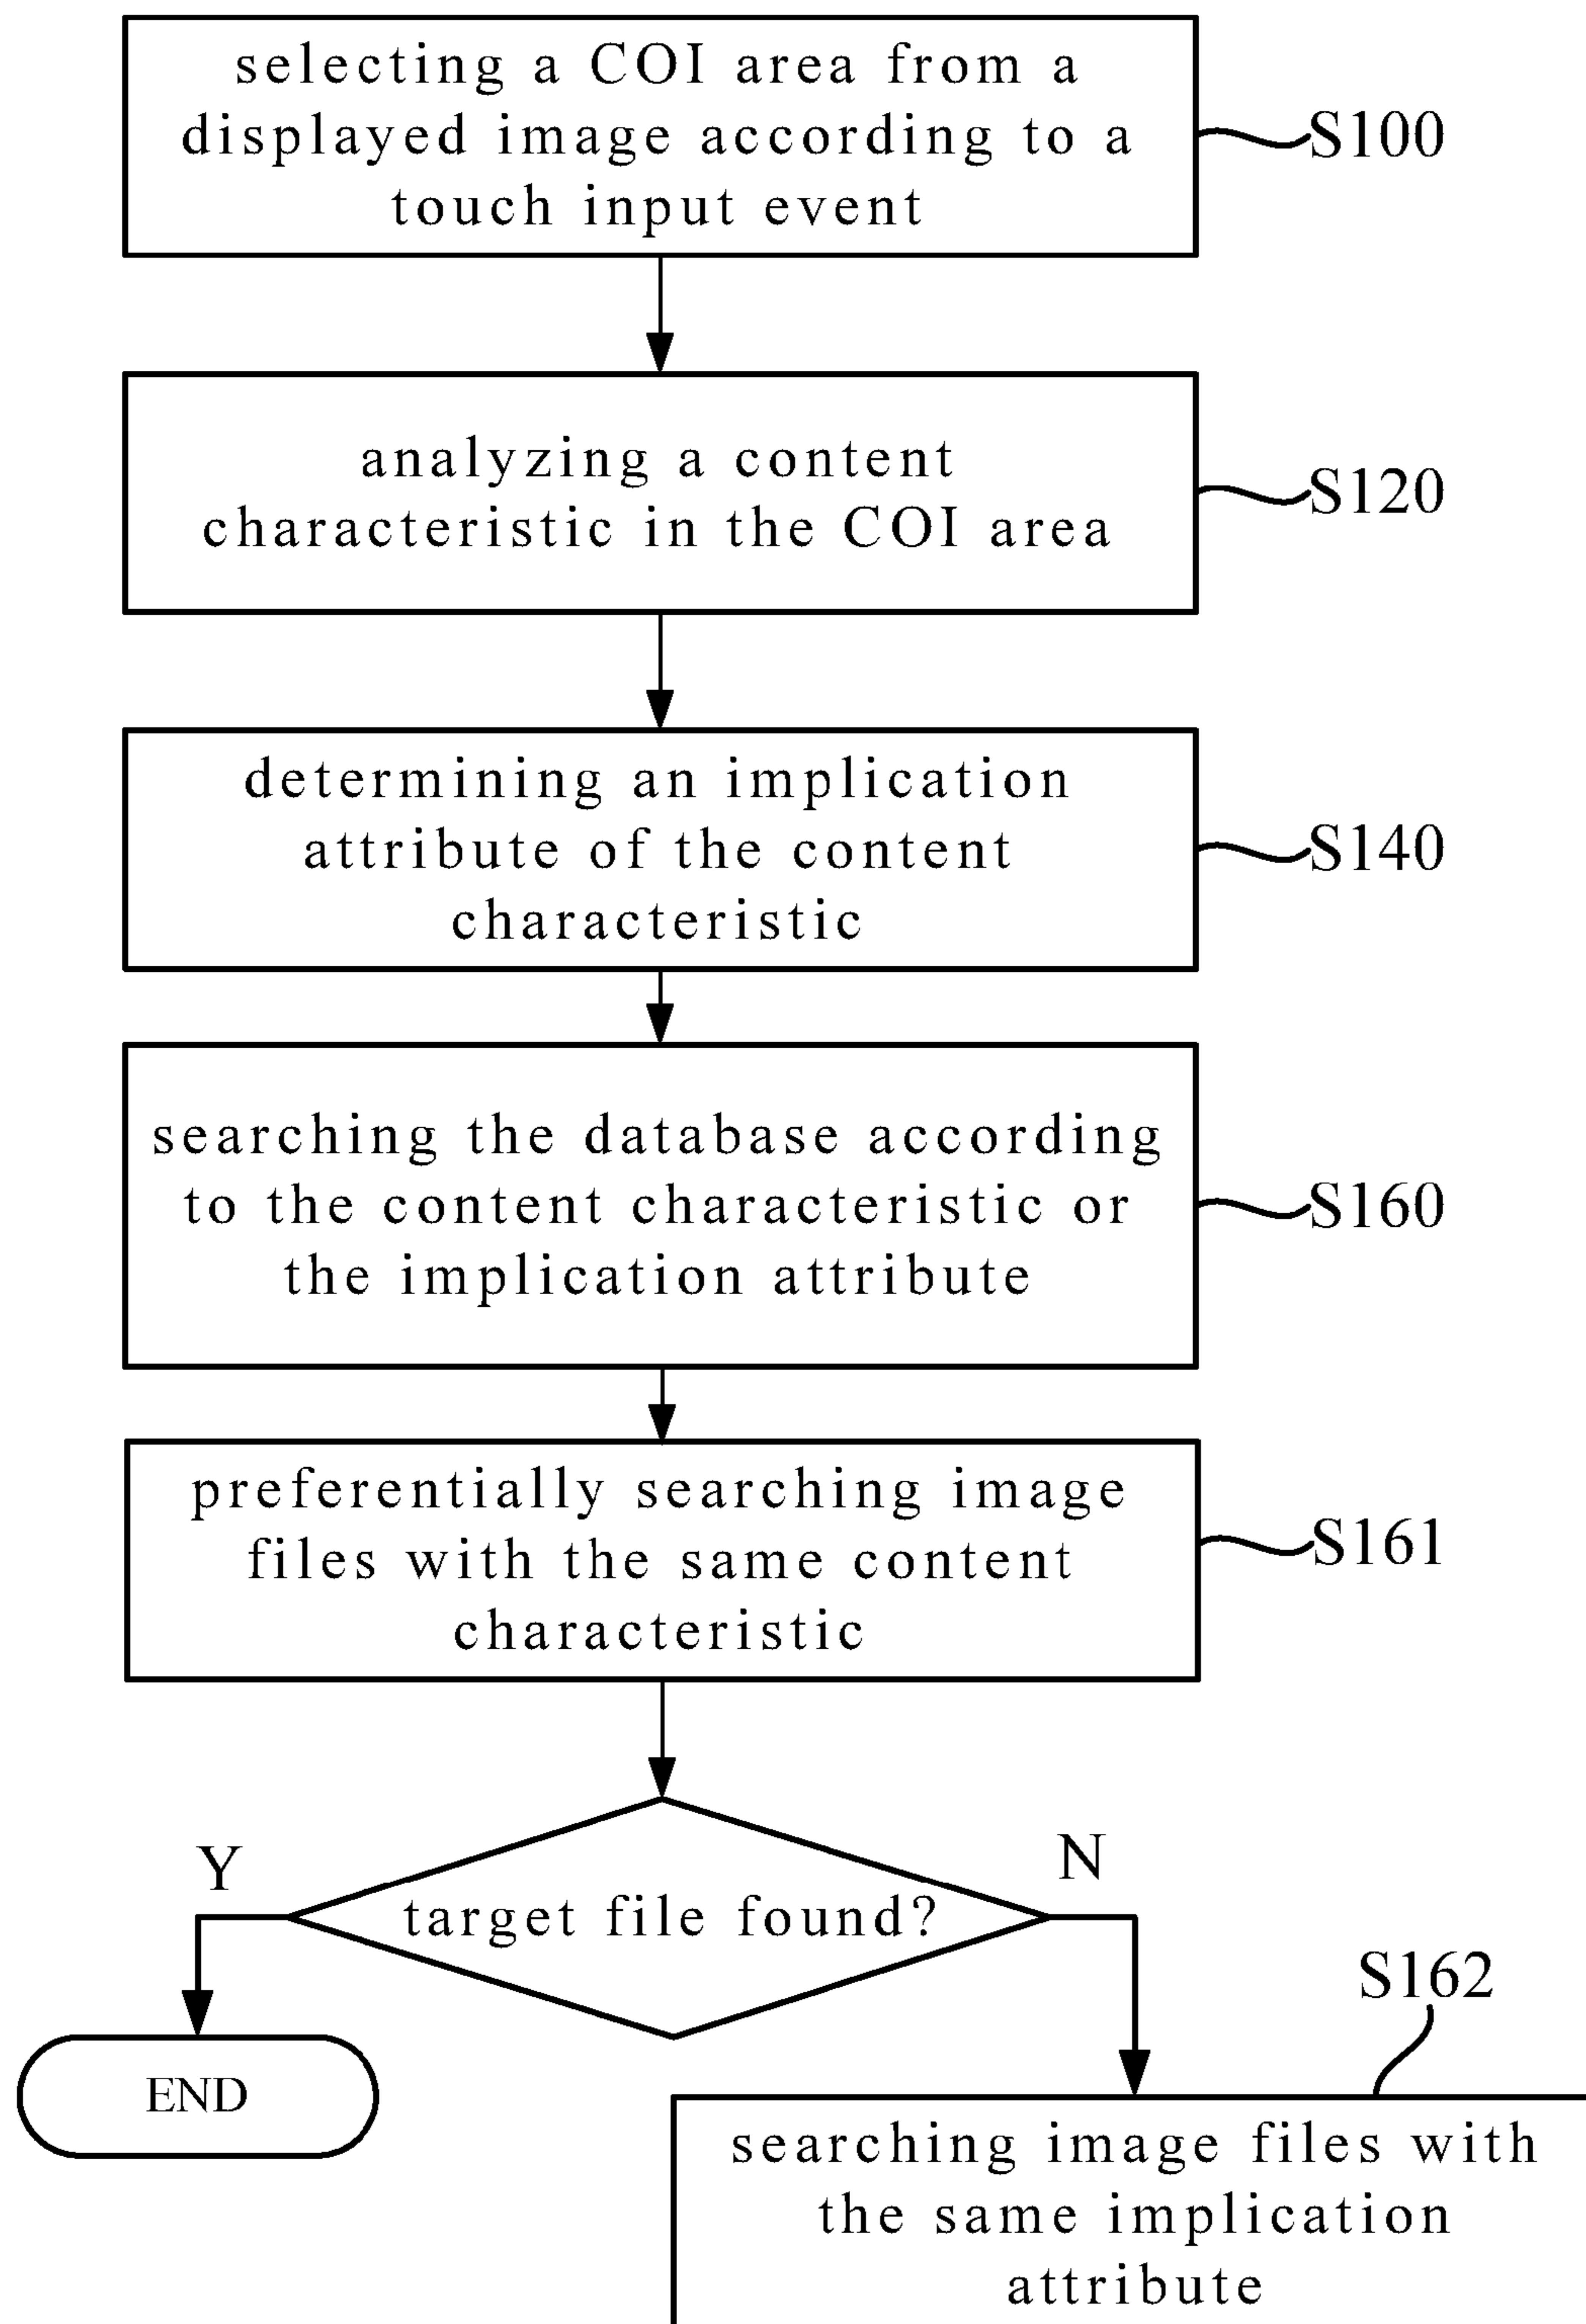 selecting a COI area from a
displayed image according to a
touch input event
S100
analyzing a content
characteristic in the COI area
S120
determining an implication
attribute of the content
characteristic
S140
searching the database according
to the content characteristic or
the implication attribute
S160
preferentially searching image
files with the same content
characteristic
S161
Y
N
target file found?
S162
END
searching image files with
the same implication
attribute